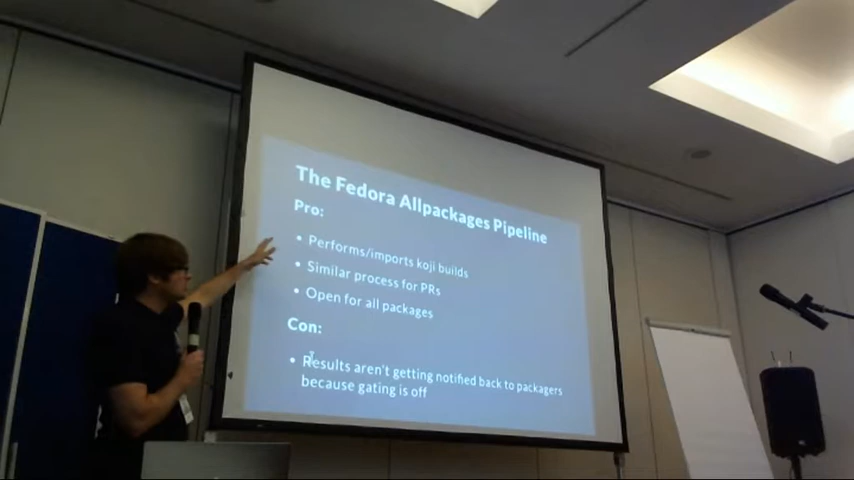 The Fedora Allpackages Pipeline
Pro:
• Performs/imports koji builds
• Similar process for PRs
• Open for all packages
Con:
• Results aren't getting notified back to packagers
because gating is off